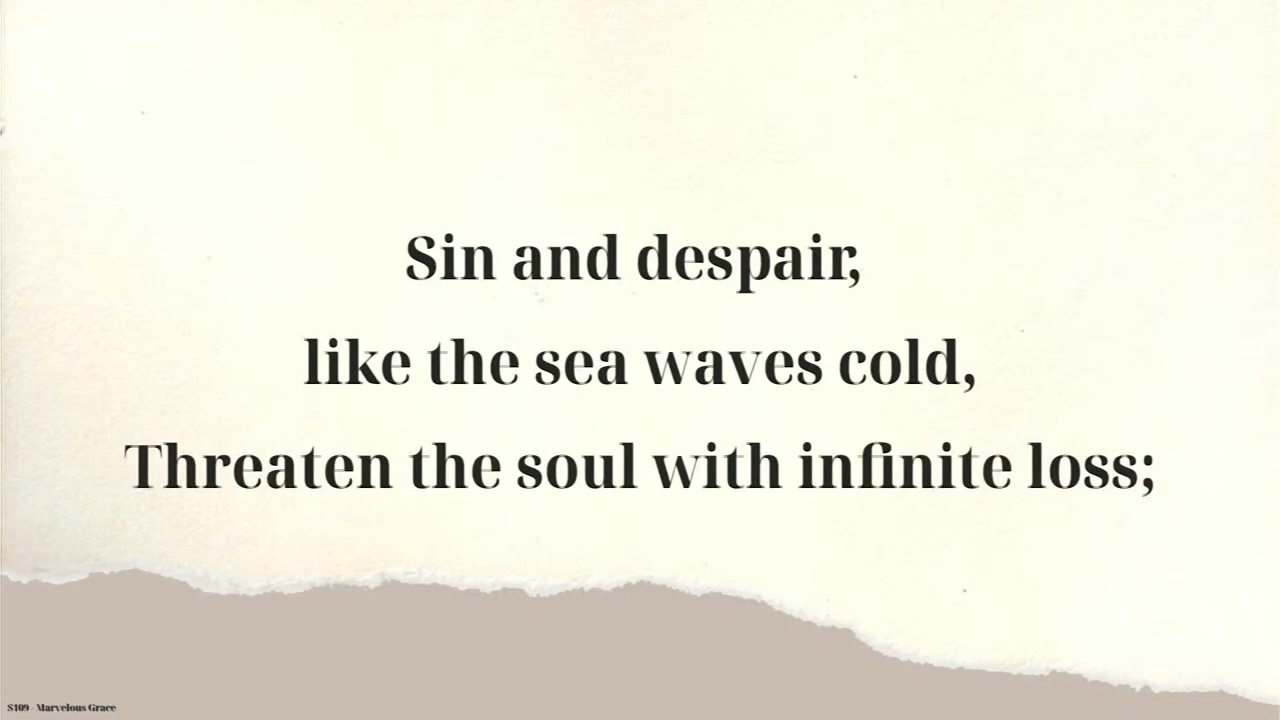 Sin and despair,
like the sea waves cold,
Threaten the soul with infinite loss;
S109 - Marvelous Grace